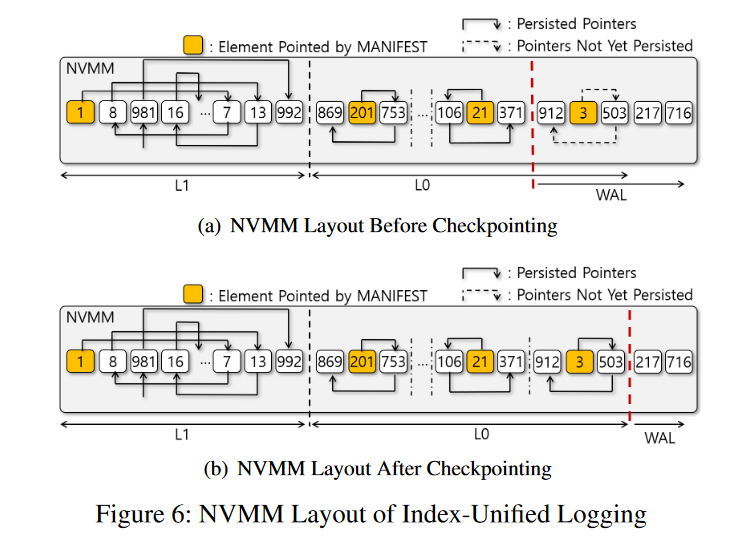 : Persisted Pointers
: Element Pointed by MANIFEST
: Pointers Not Yet Persisted
NVMM
1 8 981 16 ... 7 13 992 869 201 753 ... 106 21 371 912 3 503 217 716
L1
L0
WAL
(a) NVMM Layout Before Checkpointing
: Persisted Pointers
: Element Pointed by MANIFEST
: Pointers Not Yet Persisted
NVMM
1 8 981 16 ... 7 13 992 869 201 753 ... 106 21 371 912 3 503 217 716
L1
L0
WAL
(b) NVMM Layout After Checkpointing
Figure 6: NVMM Layout of Index-Unified Logging